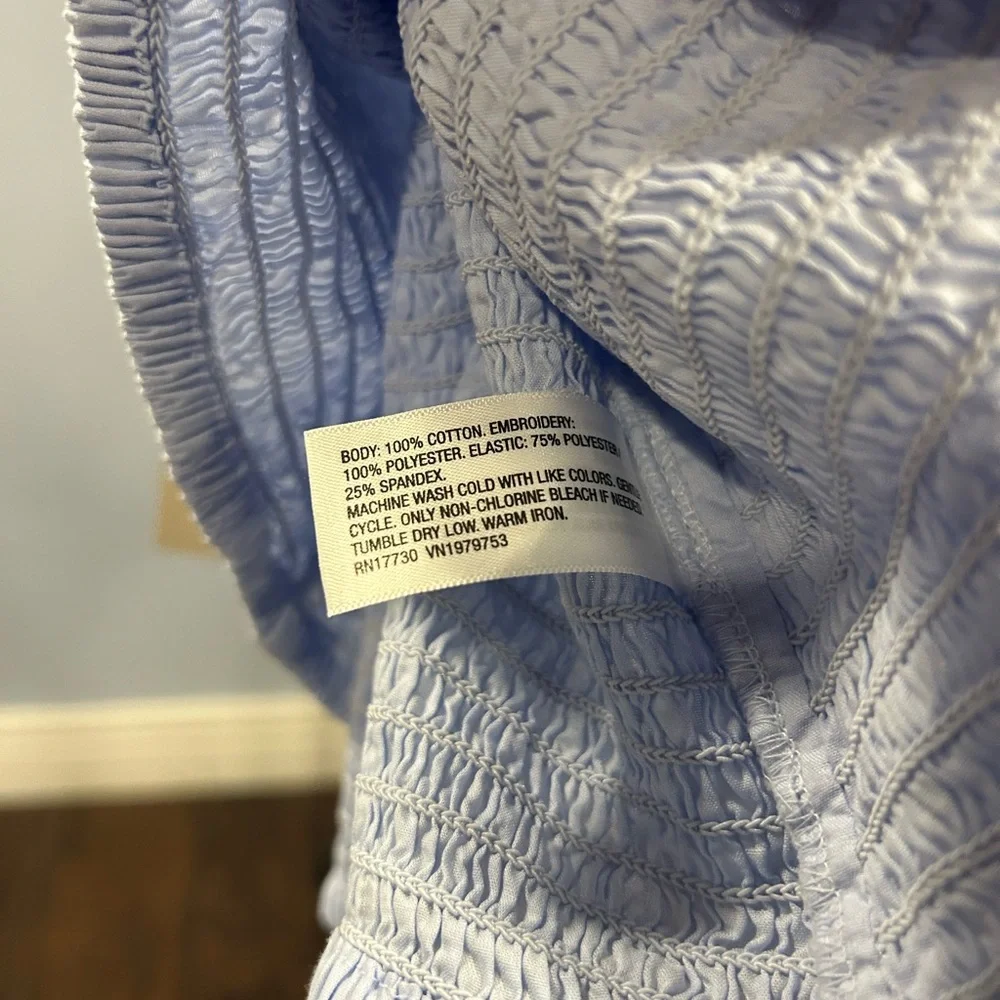 BODY: 100% COTTON. EMBROIDERY:
100% POLYESTER. ELASTIC: 75% POLYESTER/
25% SPANDEX.
MACHINE WASH COLD WITH LIKE COLORS. GENTLE
CYCLE. ONLY NON-CHLORINE BLEACH IF NEEDED.
TUMBLE DRY LOW. WARM IRON.
RN17730 VN1979753